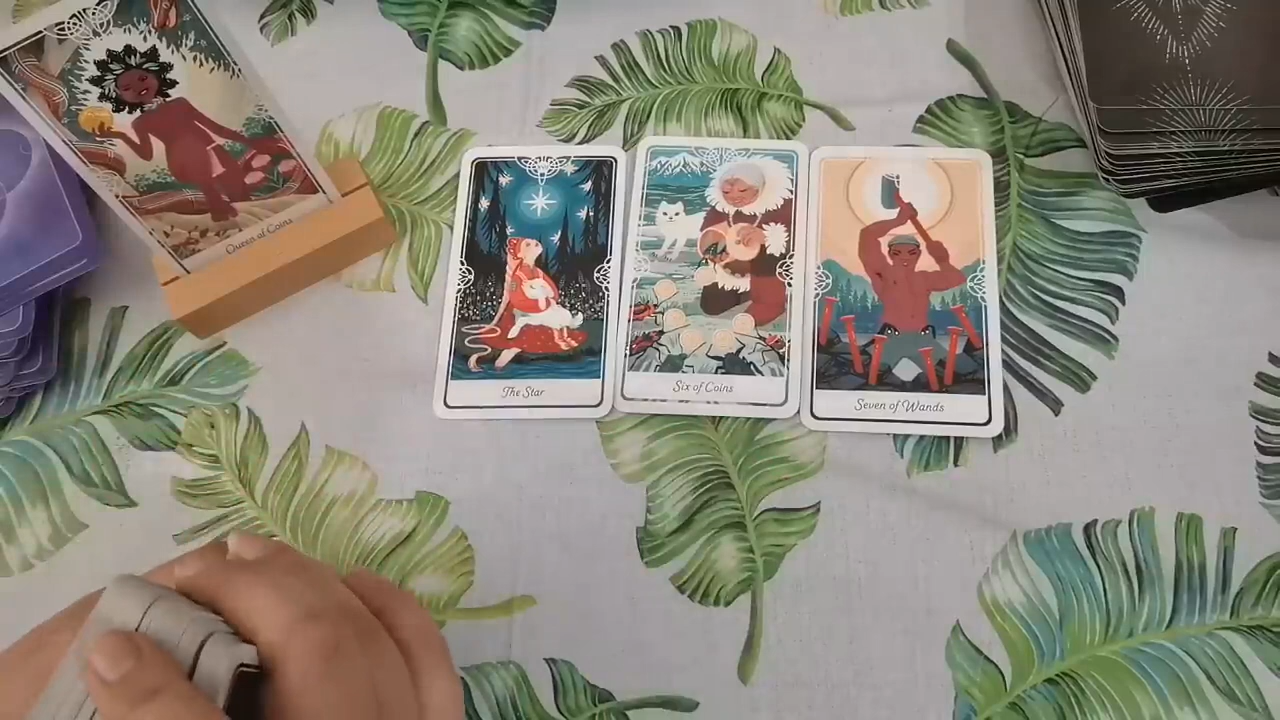 Queen of Coins
The Star
Six of Coins
Seven of Wands